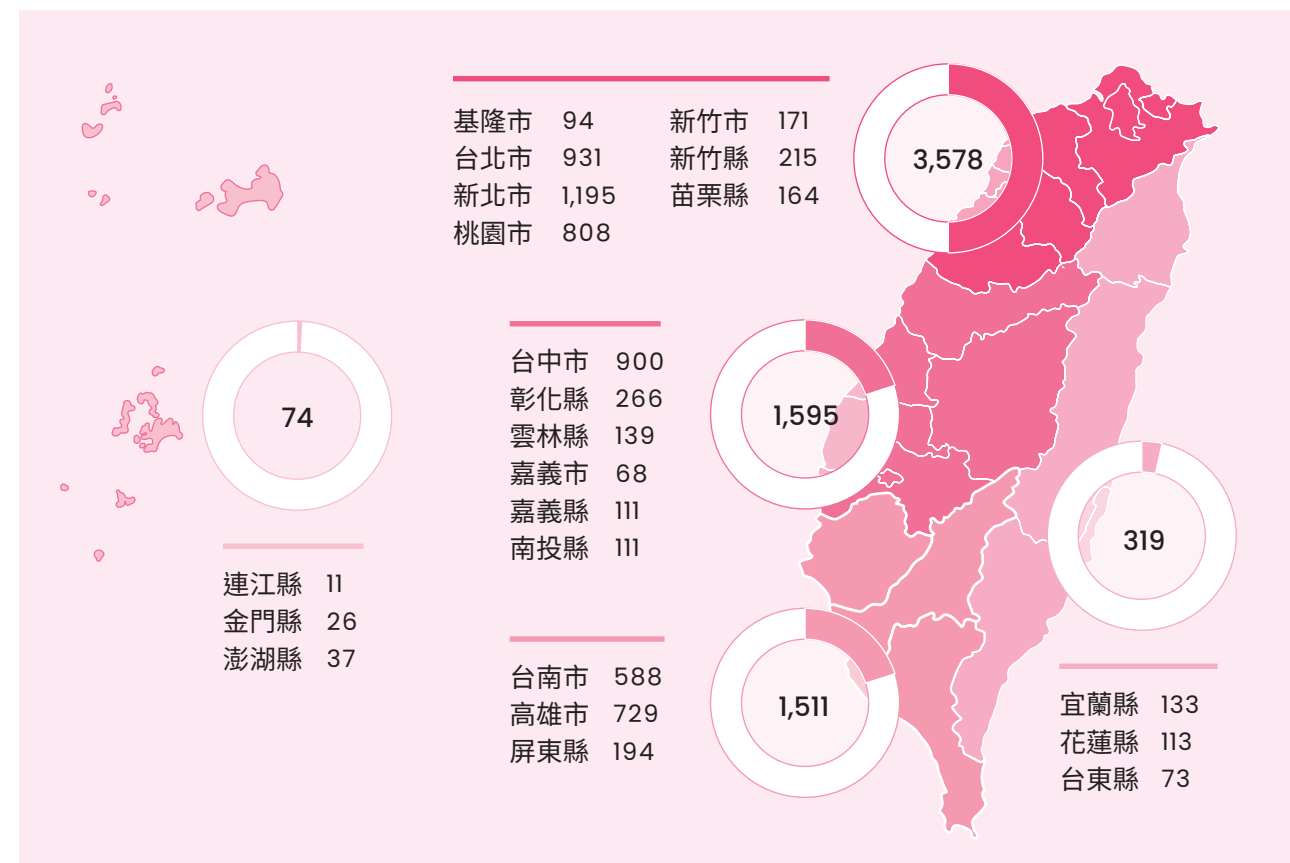 基隆市 94 新竹市 171
台北市 931 新竹縣 215
新北市 1,195 苗栗縣 164
桃園市 808
3,578
台中市 900
彰化縣 266
雲林縣 139
嘉義市 68
嘉義縣 111
南投縣 111
1,595
74
連江縣 11
金門縣 26
澎湖縣 37
台南市 588
高雄市 729
屏東縣 194
1,511
319
宜蘭縣 133
花蓮縣 113
台東縣 73